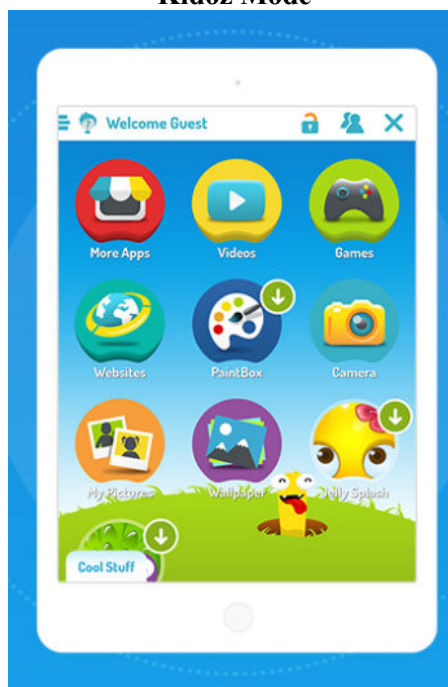 Kidoz Mode
Welcome Guest
More Apps
Videos
Games
Websites
PaintBox
Camera
My Pictures
Wallpaper
Jelly Splash
Cool Stuff